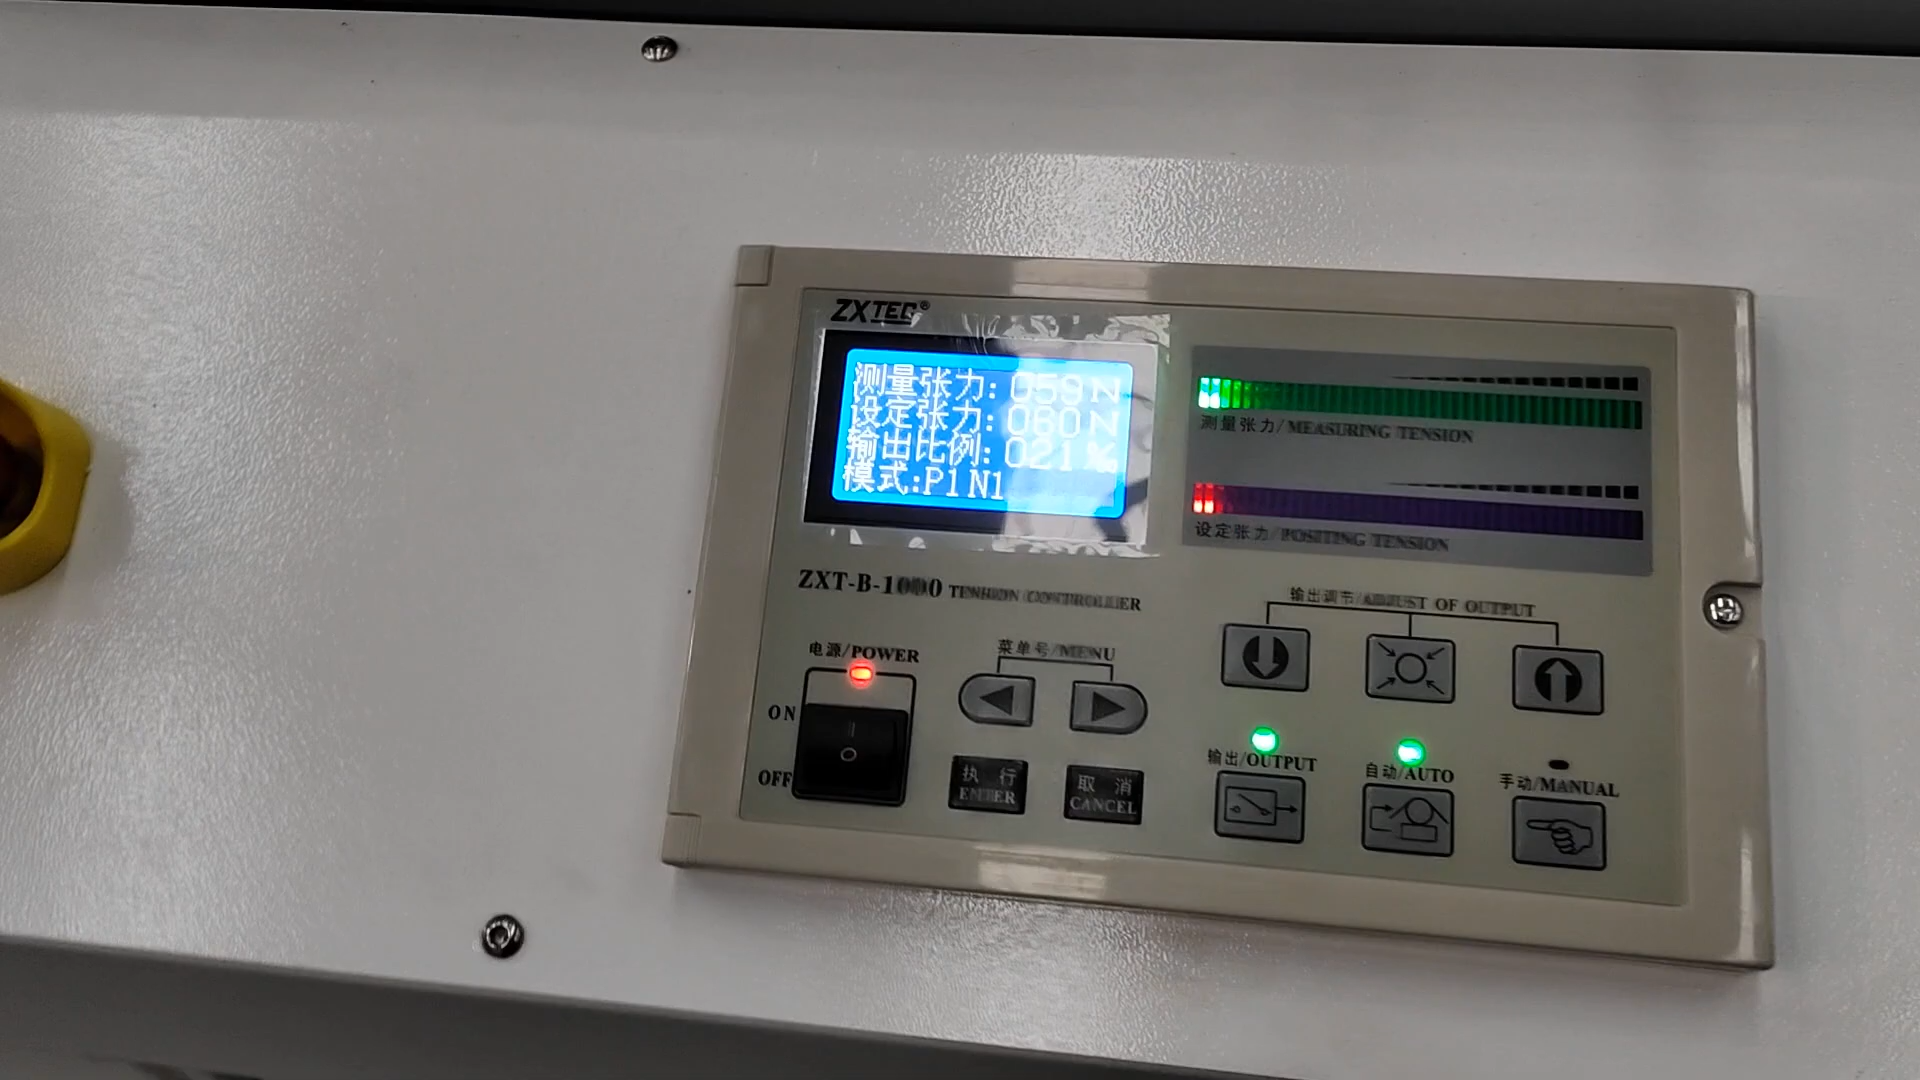 ZXTEC®
测量张力: 059N
设定张力: 060N
输出比例: 021‰
模式:P1N1
测量张力/MEASURING TENSION
设定张力/POSITING TENSION
ZXT-B-1000 TENSION CONTROLLER
输出调节/ADJUST OF OUTPUT
电源/POWER
菜单号/MENU
ON
OFF
执行
ENTER
取消
CANCEL
输出/OUTPUT
自动/AUTO
手动/MANUAL